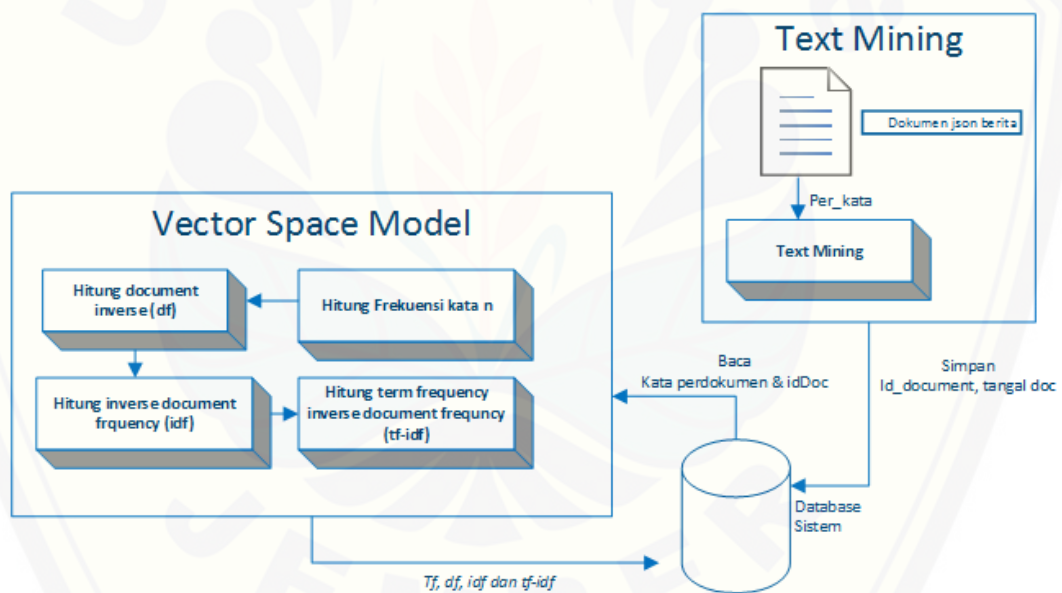 Text Mining
Dokumen json berita
Per_kata
Text Mining
Vector Space Model
Hitung document
inverse (df)
Hitung Frekuensi kata n
Hitung inverse document
frquency (idf)
Hitung term frequency
inverse document frequncy
(tf-idf)
Baca
Kata perdokumen & idDoc
Simpan
Id_document, tangal doc
Database
Sistem
Tf, df, idf dan tf-idf